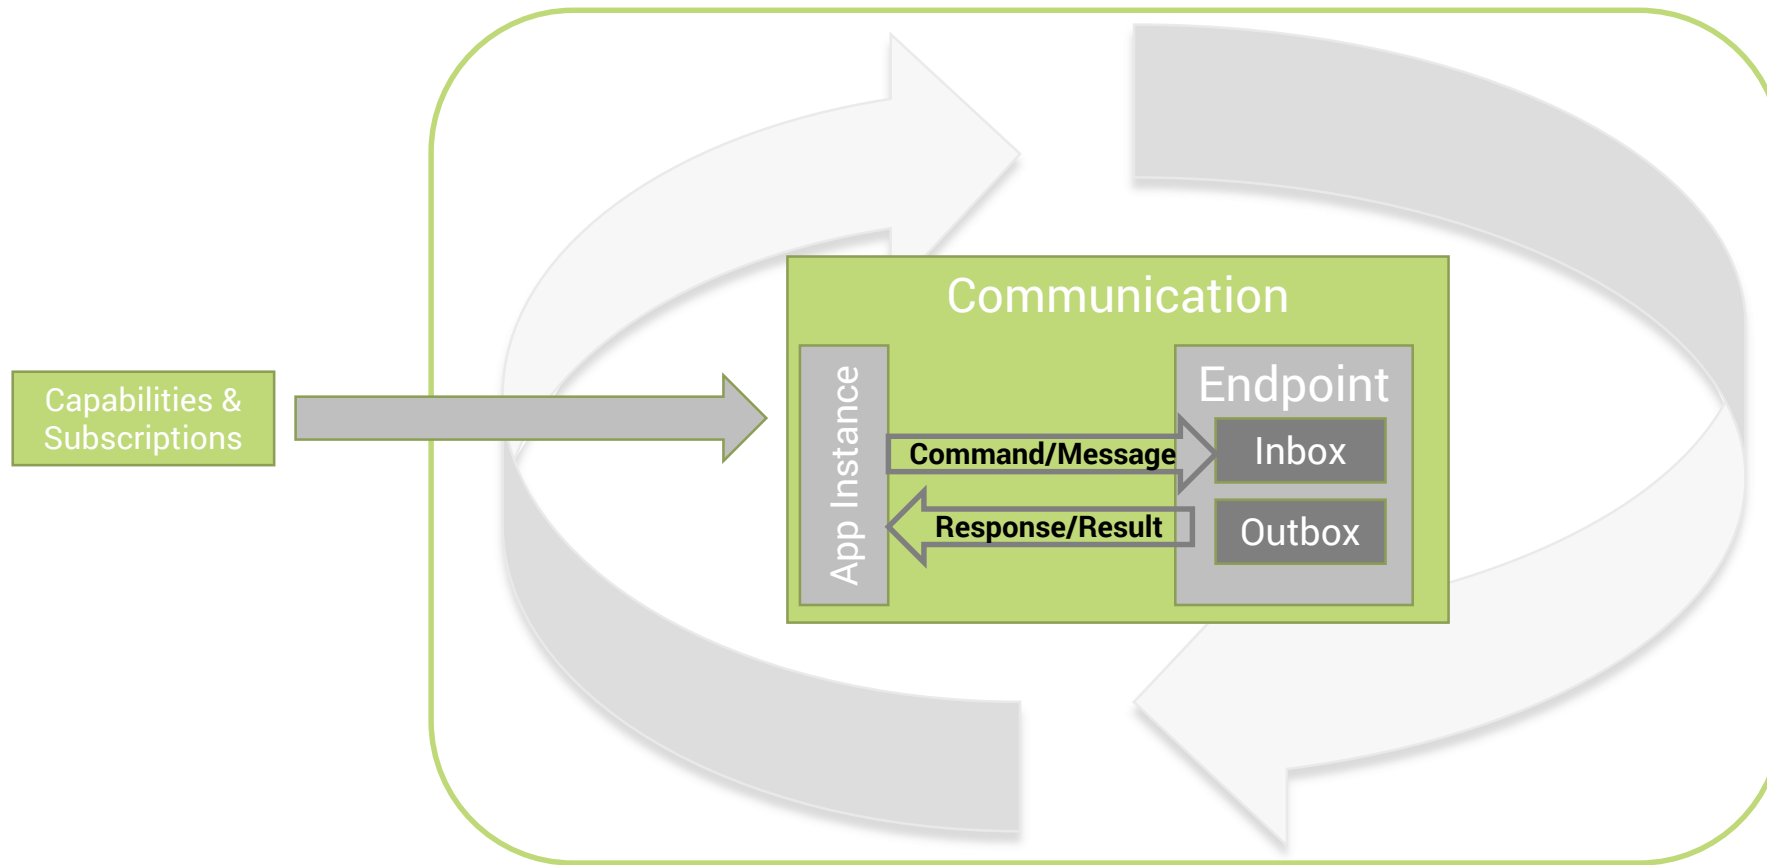 Communication
Capabilities &
Subscriptions
App Instance
Endpoint
Command/Message
Inbox
Response/Result
Outbox